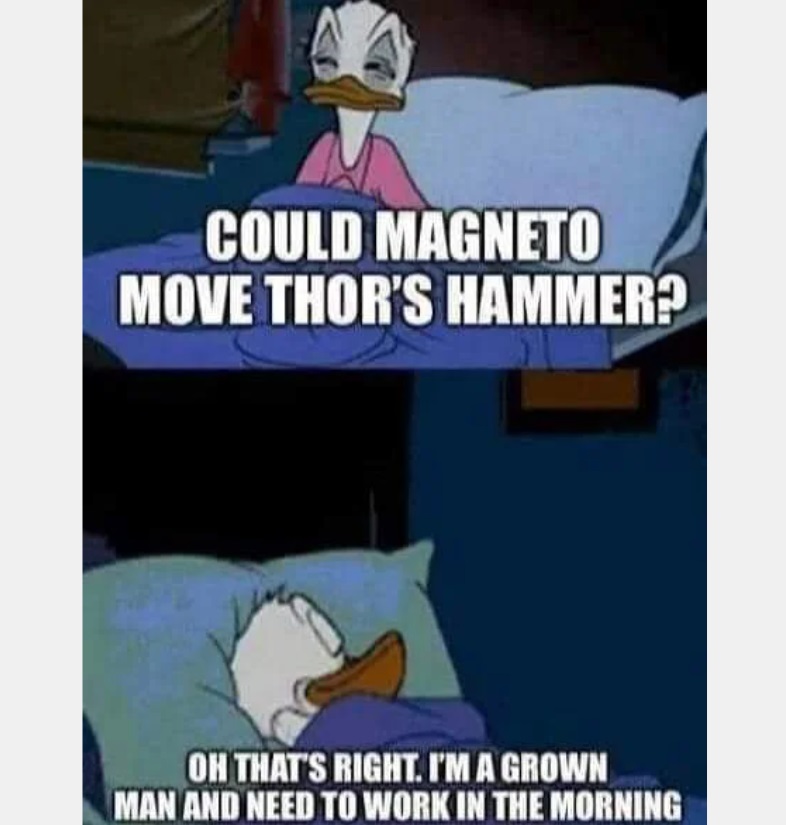 COULD MAGNETO
MOVE THOR'S HAMMER?
OH THAT'S RIGHT. I'M A GROWN
MAN AND NEED TO WORK IN THE MORNING